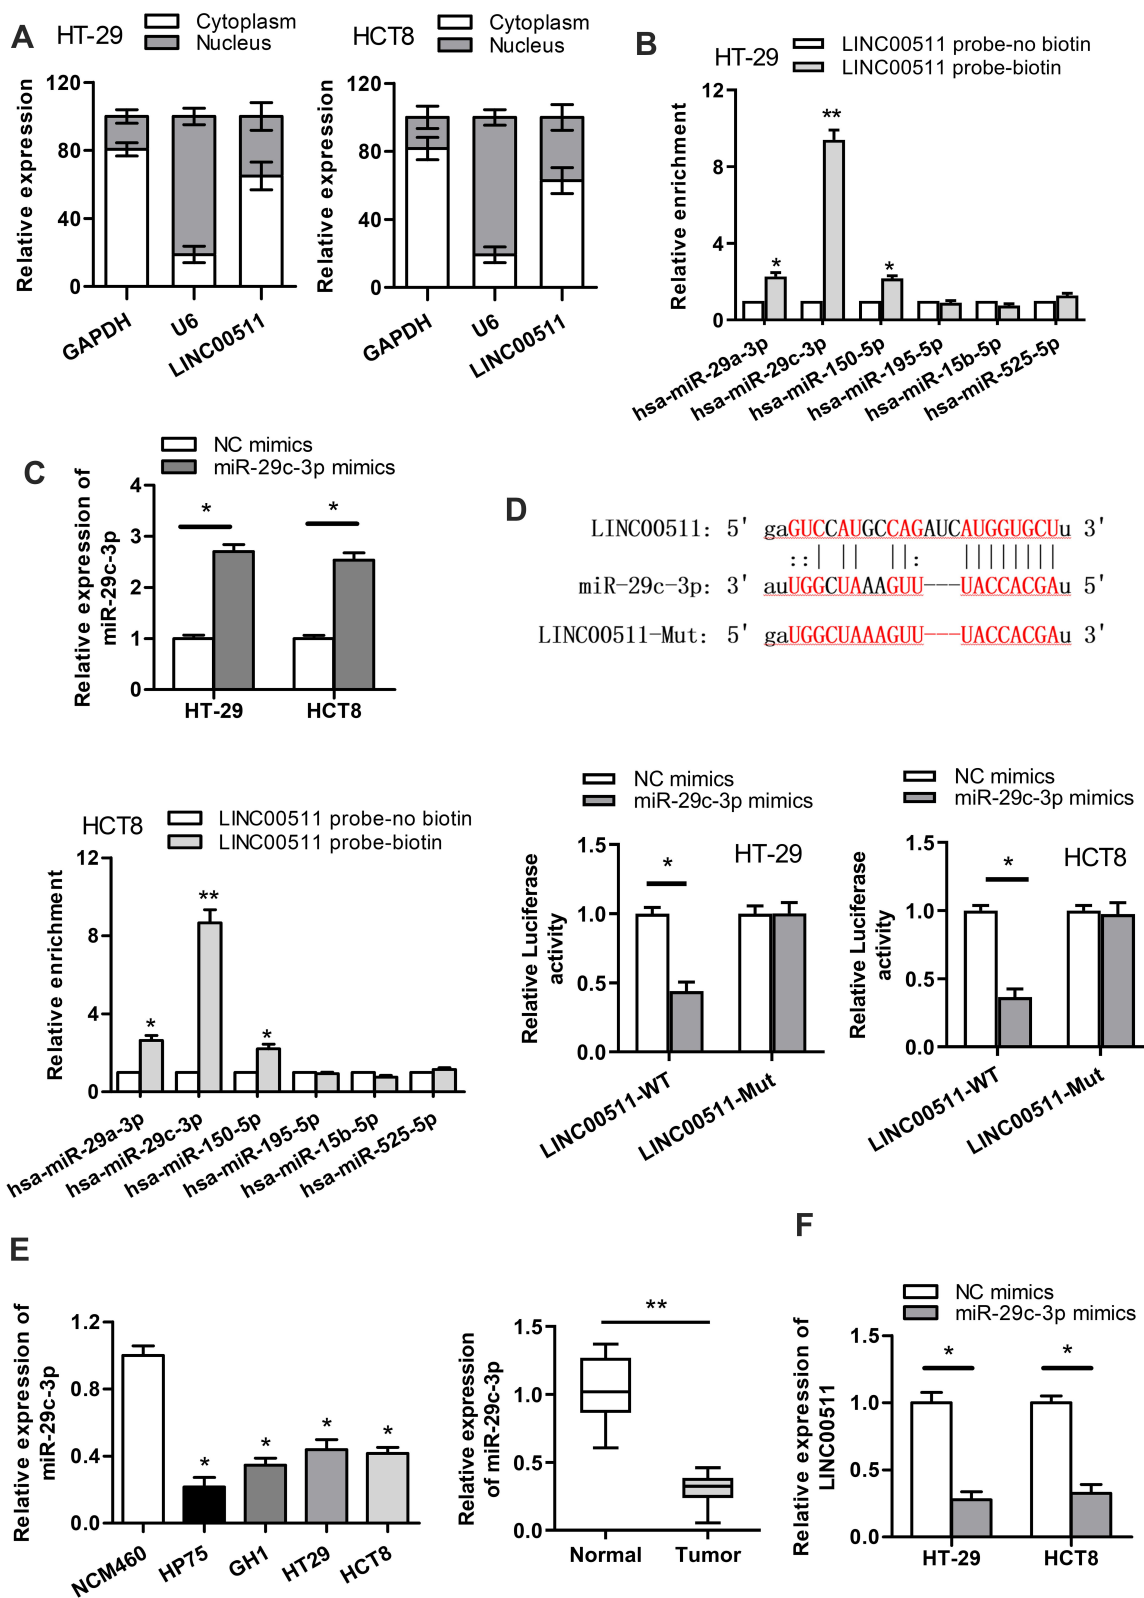 A
HT-29
Cytoplasm
Nucleus
Relative expression
120
80
40
0
GAPDH
U6
LINC00511
HCT8
Cytoplasm
Nucleus
Relative expression
120
80
40
0
GAPDH
U6
LINC00511
B
HT-29
LINC00511 probe-no biotin
LINC00511 probe-biotin
Relative enrichment
12
8
4
0
*
**
*
hsa-miR-29a-3p
hsa-miR-29c-3p
hsa-miR-150-5p
hsa-miR-195-5p
hsa-miR-15b-5p
hsa-miR-525-5p
C
NC mimics
miR-29c-3p mimics
Relative expression of
miR-29c-3p
4
3
2
1
0
*
*
HT-29
HCT8
D
LINC00511: 5' gaGUCCAUGCCAGAUCAUGGUGCUu 3'
::| || ||: ||||||||
miR-29c-3p: 3' auUGGCUAAAGUU---UACCACGAu 5'
LINC00511-Mut: 5' gaUGGCUAAAGUU---UACCACGAu 3'
HCT8
LINC00511 probe-no biotin
LINC00511 probe-biotin
Relative enrichment
12
8
4
0
*
**
*
hsa-miR-29a-3p
hsa-miR-29c-3p
hsa-miR-150-5p
hsa-miR-195-5p
hsa-miR-15b-5p
hsa-miR-525-5p
NC mimics
miR-29c-3p mimics
HT-29
Relative Luciferase
activity
1.5
1.0
0.5
0.0
*
LINC00511-WT
LINC00511-Mut
NC mimics
miR-29c-3p mimics
HCT8
Relative Luciferase
activity
1.5
1.0
0.5
0.0
*
LINC00511-WT
LINC00511-Mut
E
Relative expression of
miR-29c-3p
1.2
0.8
0.4
0.0
*
*
*
*
NCM460
HP75
GH1
HT29
HCT8
Relative expression
of miR-29c-3p
1.5
1.0
0.5
0.0
**
Normal
Tumor
F
NC mimics
miR-29c-3p mimics
Relative expression of
LINC00511
1.5
1.0
0.5
0.0
*
*
HT-29
HCT8